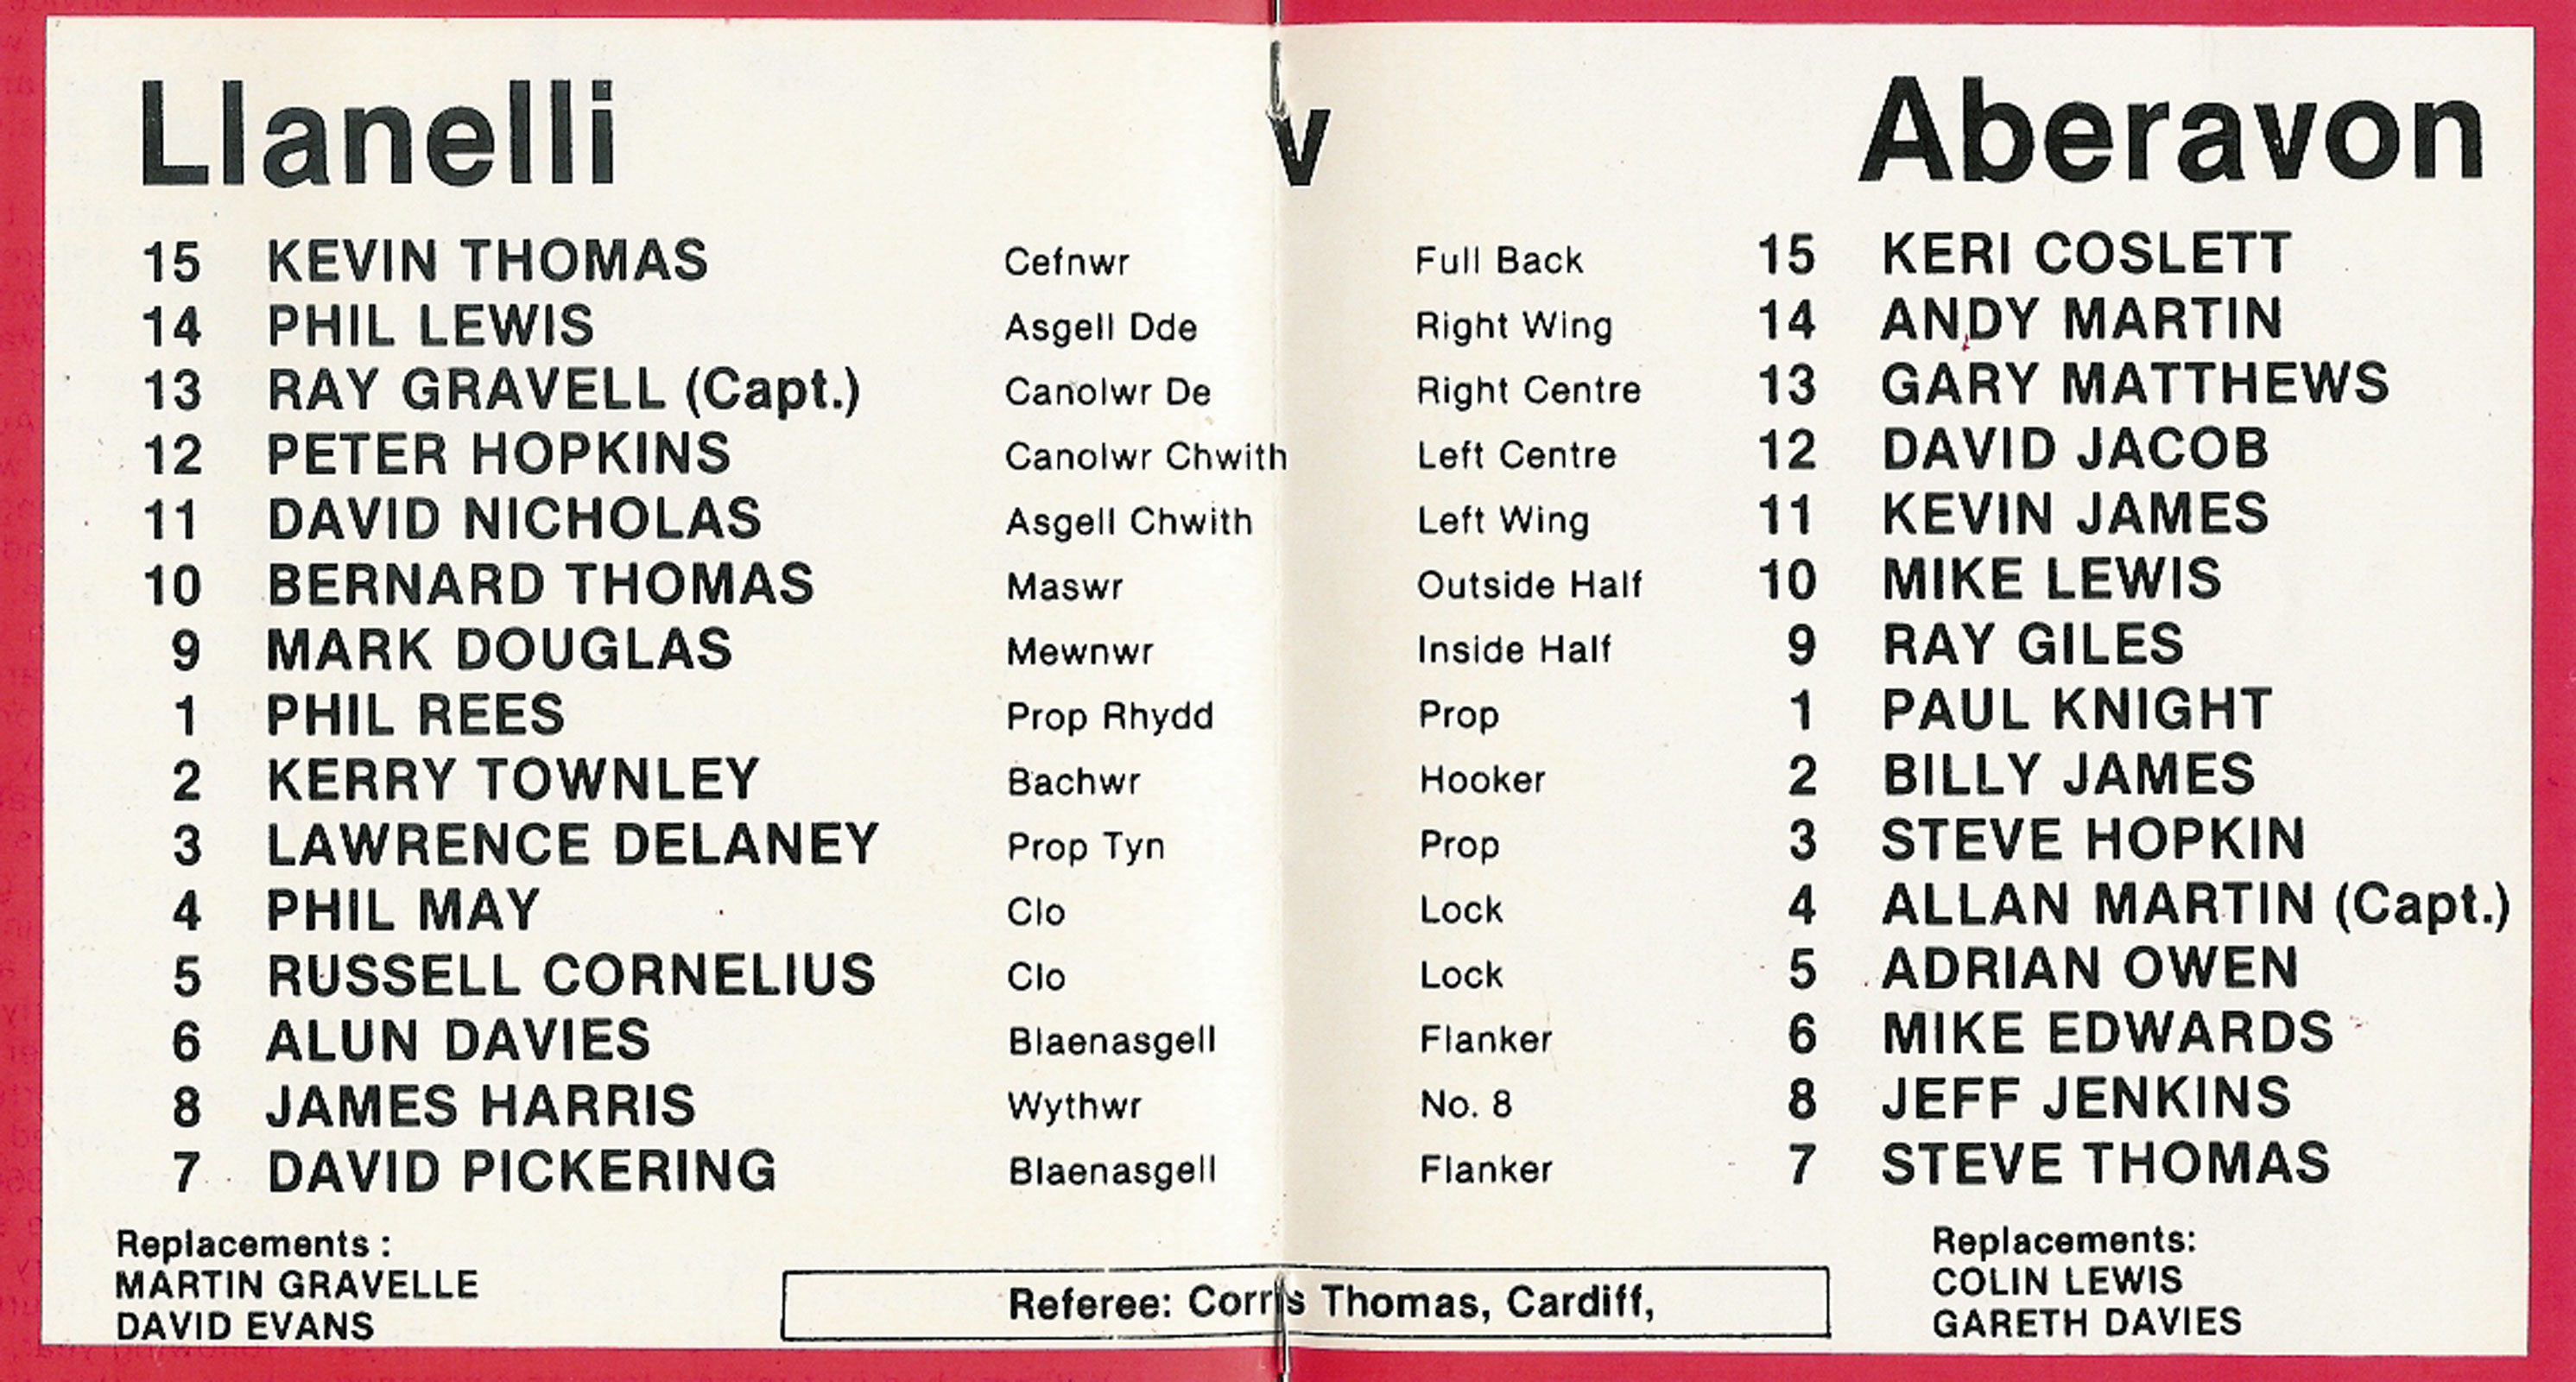 Llanelli v Aberavon
15 KEVIN THOMAS Cefnwr Full Back 15 KERI COSLETT
14 PHIL LEWIS Asgell Dde Right Wing 14 ANDY MARTIN
13 RAY GRAVELL (Capt.) Canolwr De Right Centre 13 GARY MATTHEWS
12 PETER HOPKINS Canolwr Chwith Left Centre 12 DAVID JACOB
11 DAVID NICHOLAS Asgell Chwith Left Wing 11 KEVIN JAMES
10 BERNARD THOMAS Maswr Outside Half 10 MIKE LEWIS
9 MARK DOUGLAS Mewnwr Inside Half 9 RAY GILES
1 PHIL REES Prop Rhydd Prop 1 PAUL KNIGHT
2 KERRY TOWNLEY Bachwr Hooker 2 BILLY JAMES
3 LAWRENCE DELANEY Prop Tyn Prop 3 STEVE HOPKIN
4 PHIL MAY Clo Lock 4 ALLAN MARTIN (Capt.)
5 RUSSELL CORNELIUS Clo Lock 5 ADRIAN OWEN
6 ALUN DAVIES Blaenasgell Flanker 6 MIKE EDWARDS
8 JAMES HARRIS Wythwr No. 8 8 JEFF JENKINS
7 DAVID PICKERING Blaenasgell Flanker 7 STEVE THOMAS
Replacements :
MARTIN GRAVELLE
DAVID EVANS
Referee: Corris Thomas, Cardiff,
Replacements:
COLIN LEWIS
GARETH DAVIES